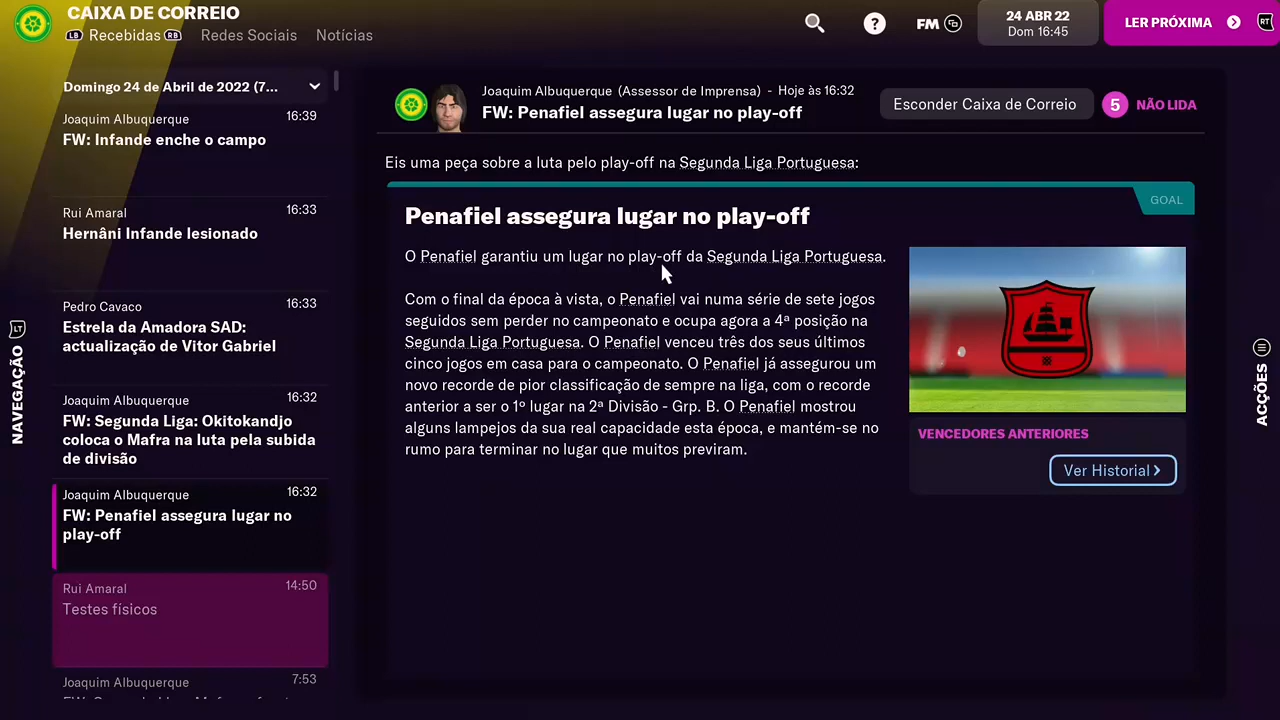 CAIXA DE CORREIO
LB Recebidas RB Redes Sociais Notícias
FM
24 ABR 22
Dom 16:45
LER PRÓXIMA
RT
Domingo 24 de Abril de 2022 (7...
Joaquim Albuquerque 16:39
FW: Infande enche o campo
Rui Amaral 16:33
Hernâni Infande lesionado
Pedro Cavaco 16:33
Estrela da Amadora SAD:
actualização de Vitor Gabriel
Joaquim Albuquerque 16:32
FW: Segunda Liga: Okitokandjo
coloca o Mafra na luta pela subida
de divisão
Joaquim Albuquerque 16:32
FW: Penafiel assegura lugar no
play-off
Rui Amaral 14:50
Testes físicos
Joaquim Albuquerque 7:53
LT
NAVEGAÇÃO
Joaquim Albuquerque (Assessor de Imprensa) - Hoje às 16:32
FW: Penafiel assegura lugar no play-off
Esconder Caixa de Correio
5 NÃO LIDA
Eis uma peça sobre a luta pelo play-off na Segunda Liga Portuguesa:
GOAL
Penafiel assegura lugar no play-off
O Penafiel garantiu um lugar no play-off da Segunda Liga Portuguesa.
Com o final da época à vista, o Penafiel vai numa série de sete jogos
seguidos sem perder no campeonato e ocupa agora a 4ª posição na
Segunda Liga Portuguesa. O Penafiel venceu três dos seus últimos
cinco jogos em casa para o campeonato. O Penafiel já assegurou um
novo recorde de pior classificação de sempre na liga, com o recorde
anterior a ser o 1º lugar na 2ª Divisão - Grp. B. O Penafiel mostrou
alguns lampejos da sua real capacidade esta época, e mantém-se no
rumo para terminar no lugar que muitos previram.
VENCEDORES ANTERIORES
Ver Historial
ACÇÕES